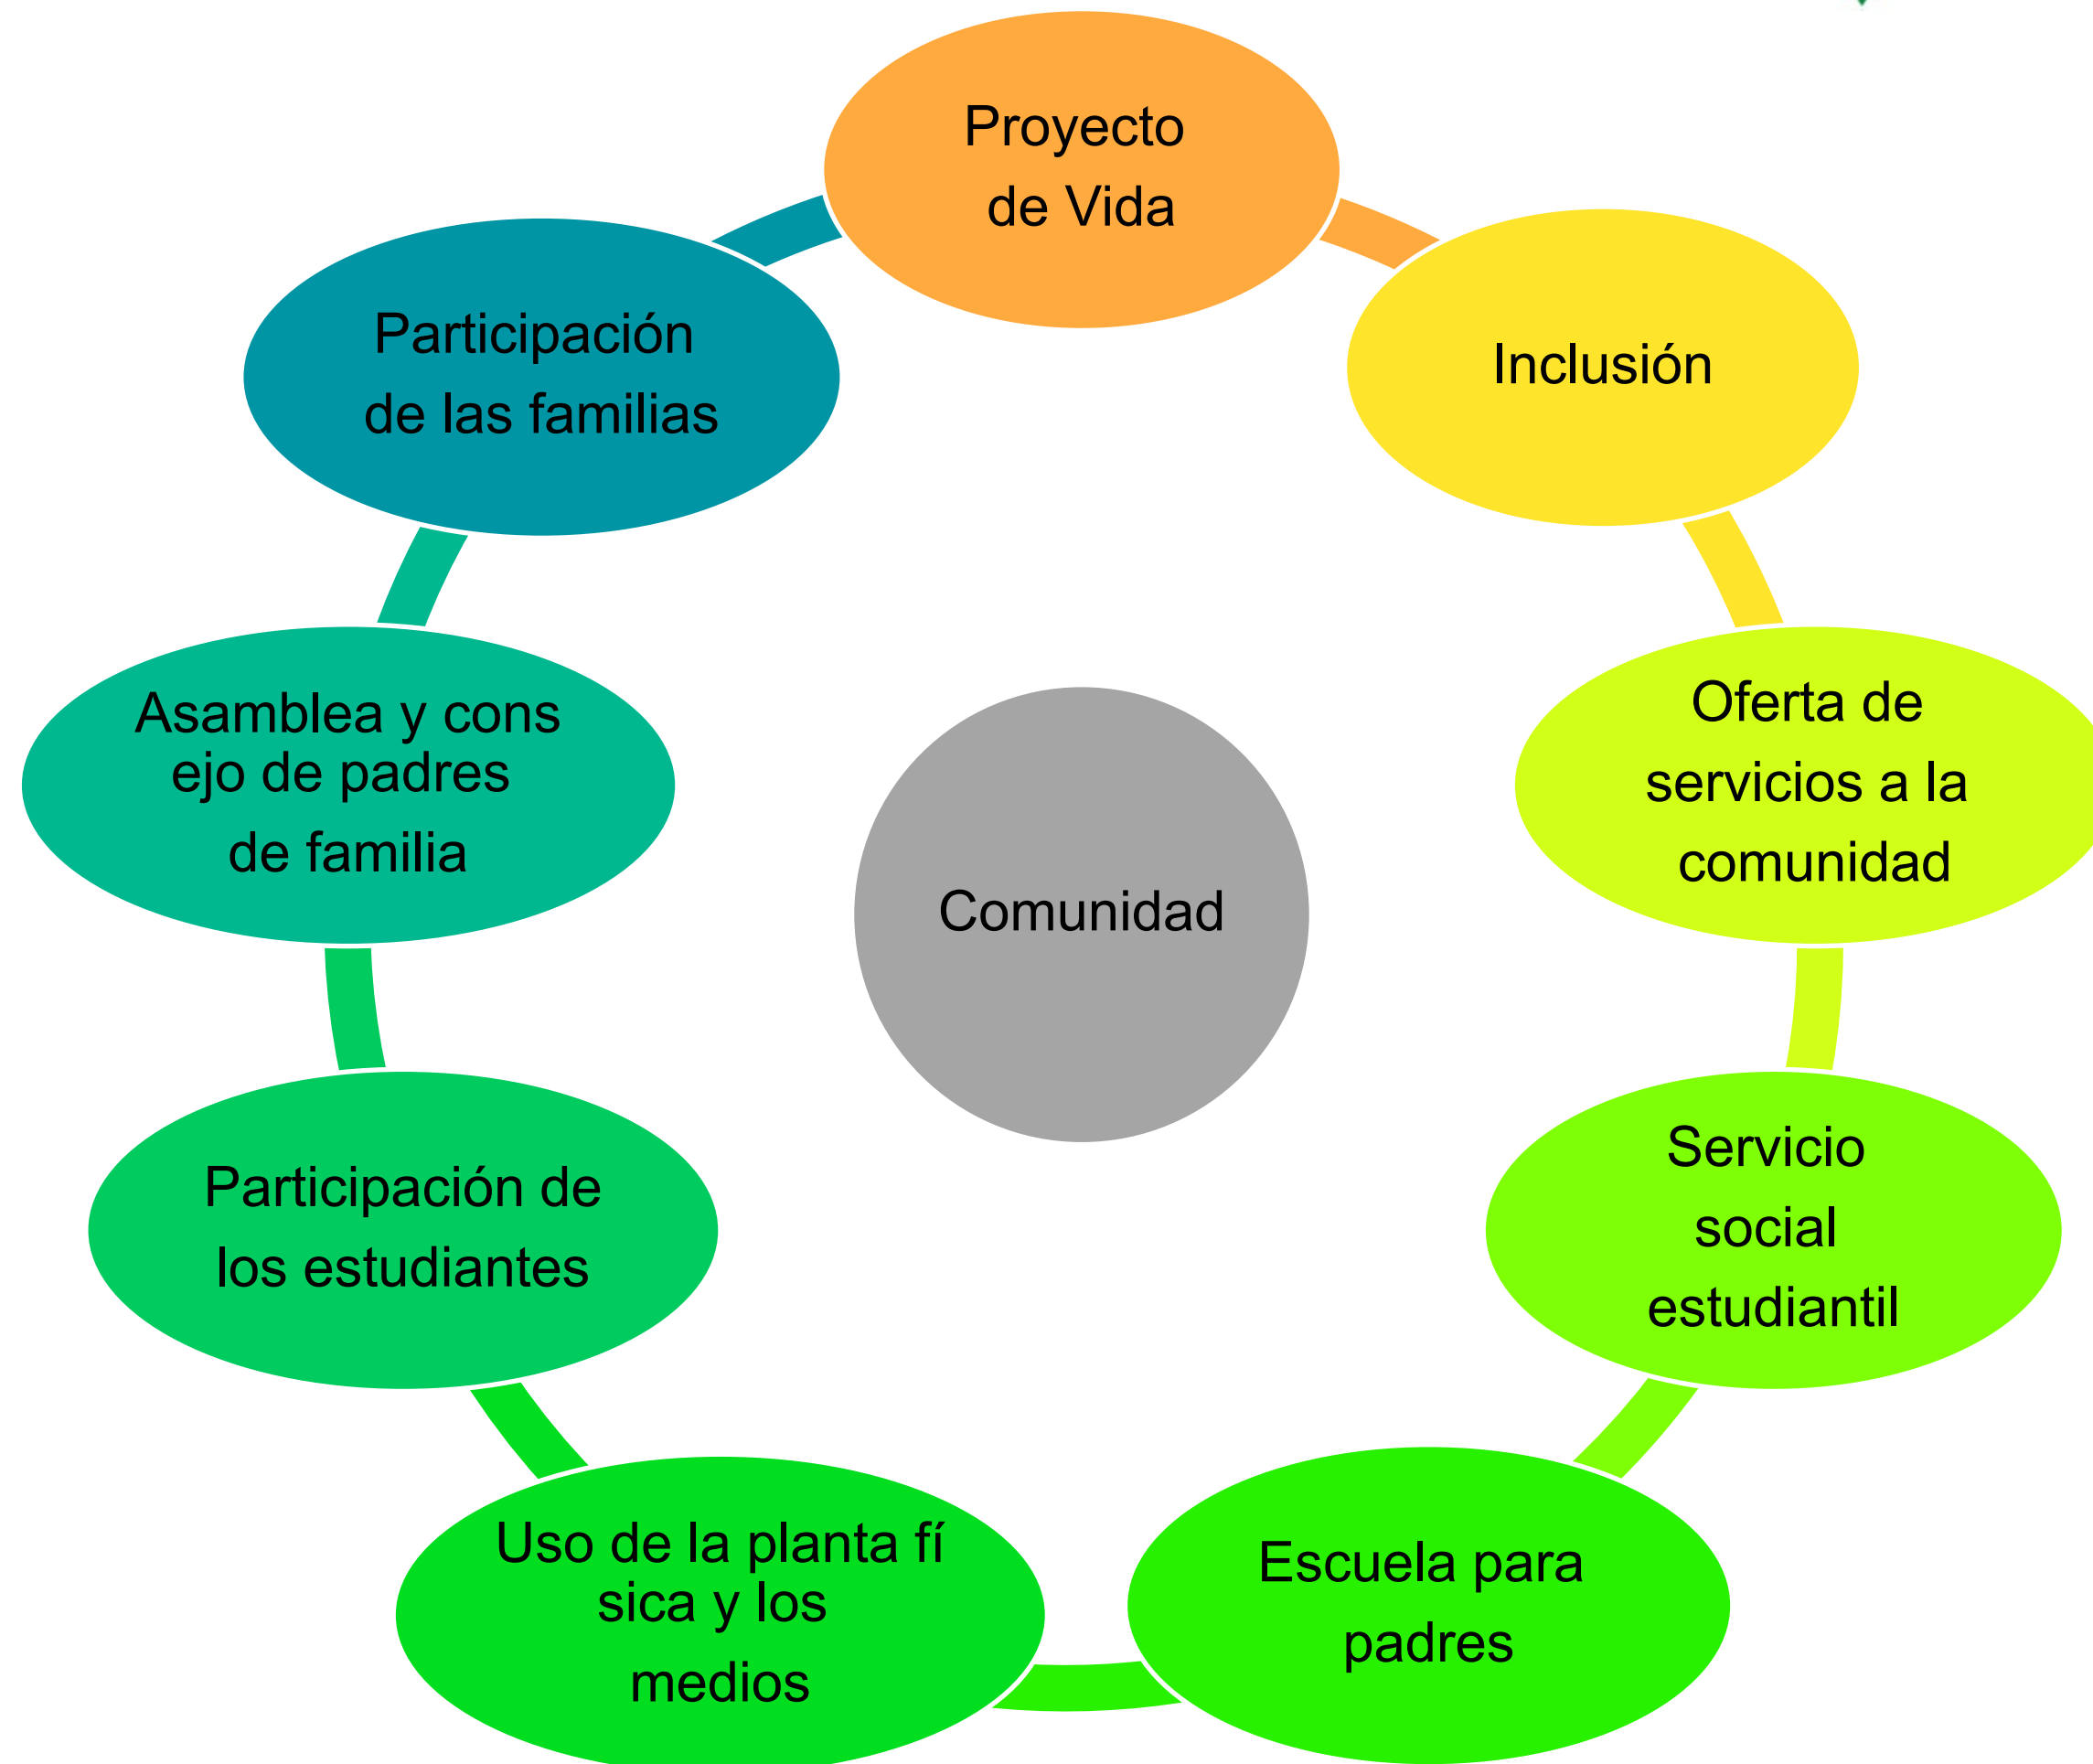 Proyecto
de Vida
Inclusión
Oferta de
servicios a la
comunidad
Servicio
social
estudiantil
Escuela para
padres
Uso de la planta fí
sica y los
medios
Participación de
los estudiantes
Asamblea y cons
ejo de padres
de familia
Participación
de las familias
Comunidad